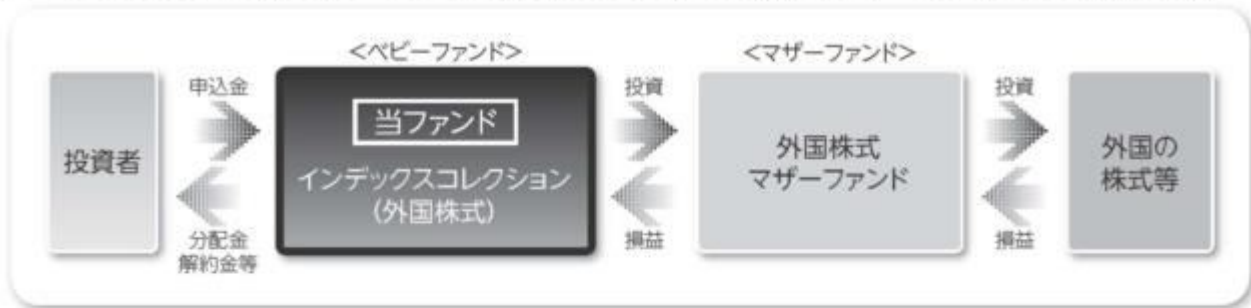 <ベビーファンド>
<マザーファンド>
投資者
申込金
分配金
解約金等
当ファンド
インデックスコレクション
(外国株式)
投資
損益
外国株式
マザーファンド
投資
損益
外国の
株式等